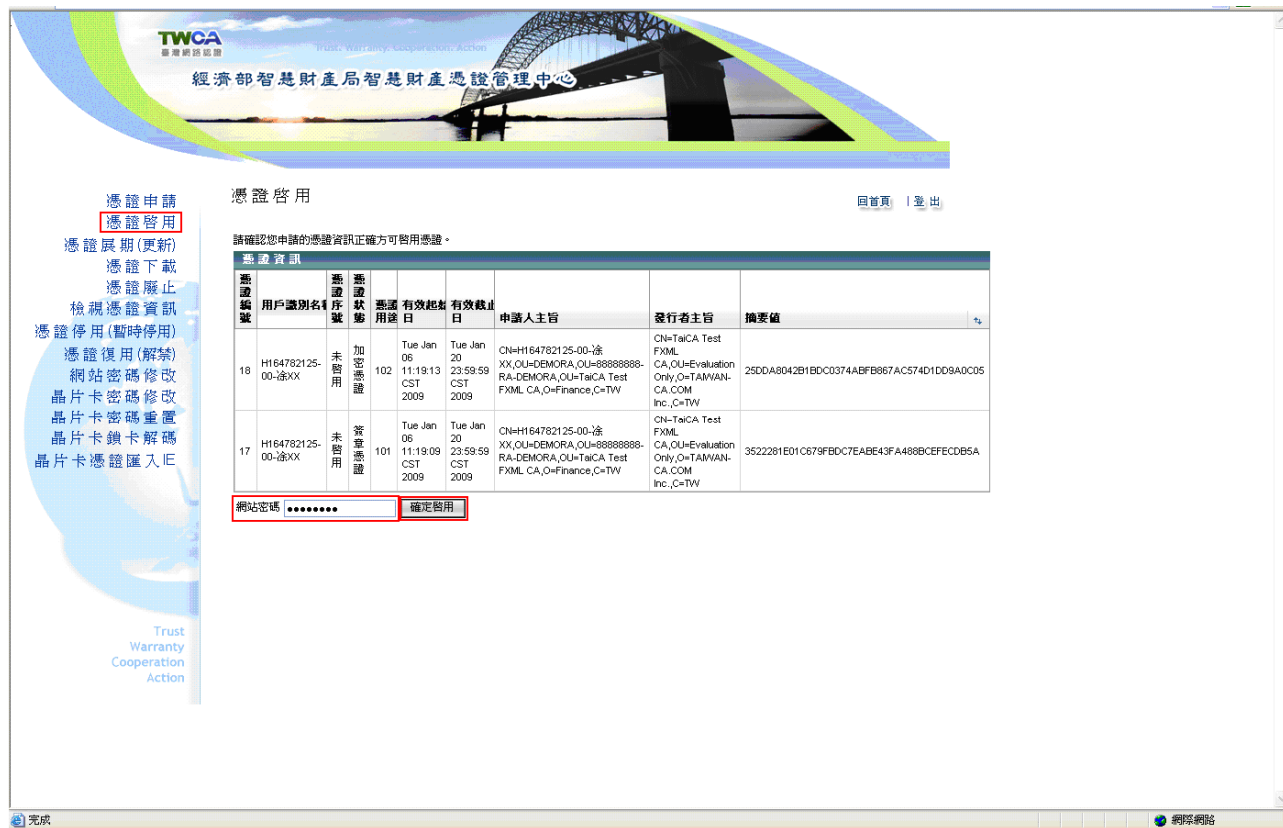 TWCA
臺灣網路認證
Trust. Warranty. Cooperation. Action
經濟部智慧財產局智慧財產憑證管理中心
憑證申請
憑證啓用
憑證展期(更新)
憑證下載
憑證廢止
檢視憑證資訊
憑證停用(暫時停用)
憑證復用(解禁)
網站密碼修改
晶片卡密碼修改
晶片卡密碼重置
晶片卡鎖卡解碼
晶片卡憑證匯入IE
Trust
Warranty
Cooperation
Action
憑證啓用
回首頁 | 登出
請確認您申請的憑證資訊正確方可啓用憑證。
憑證資訊
憑證編號 用戶識別名 憑證序號 憑證狀態 憑證用途 有效起始日 有效截止日 申請人主旨 發行者主旨 摘要值
18 H164782125-00-涂XX 未啓用 加密憑證 102 Tue Jan 06 11:19:13 CST 2009 Tue Jan 20 23:59:59 CST 2009 CN=H164782125-00-涂XX,OU=DEMORA,OU=88888888-RA-DEMORA,OU=TaiCA Test FXML CA,O=Finance,C=TW CN=TaiCA Test FXML CA,OU=Evaluation Only,O=TAIWAN-CA.COM Inc.,C=TW 25DDA8042B1BDC0374ABFB867AC574D1DD9A0C05
17 H164782125-00-涂XX 未啓用 簽章憑證 101 Tue Jan 06 11:19:09 CST 2009 Tue Jan 20 23:59:59 CST 2009 CN=H164782125-00-涂XX,OU=DEMORA,OU=88888888-RA-DEMORA,OU=TaiCA Test FXML CA,O=Finance,C=TW CN=TaiCA Test FXML CA,OU=Evaluation Only,O=TAIWAN-CA.COM Inc.,C=TW 3522281E01C679FBDC7EABE43FA488BCEFECDB5A
網站密碼 ●●●●●●●● 確定啓用
完成
網際網路